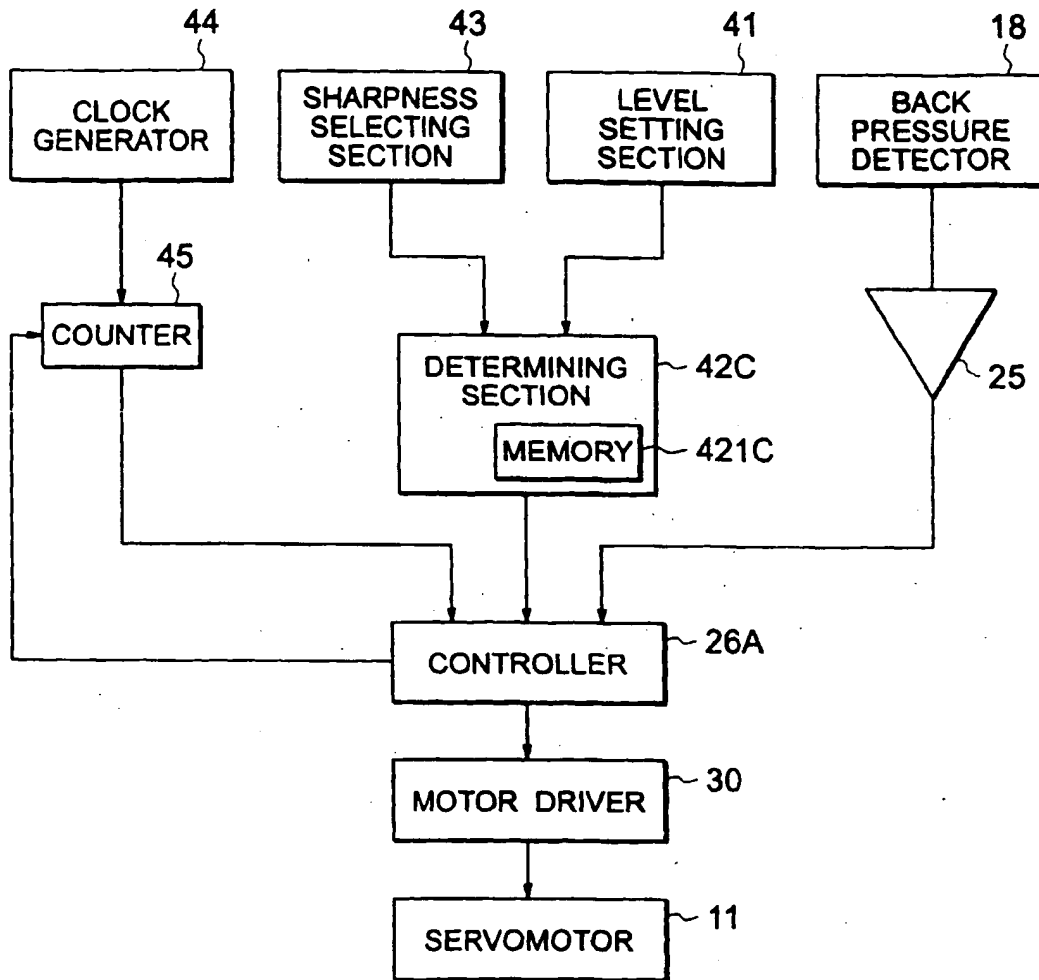 44
43
41
18
CLOCK
GENERATOR
SHARPNESS
SELECTING
SECTION
LEVEL
SETTING
SECTION
BACK
PRESSURE
DETECTOR
45
COUNTER
DETERMINING
SECTION
42C
MEMORY
421C
25
CONTROLLER
26A
MOTOR DRIVER
30
SERVOMOTOR
11